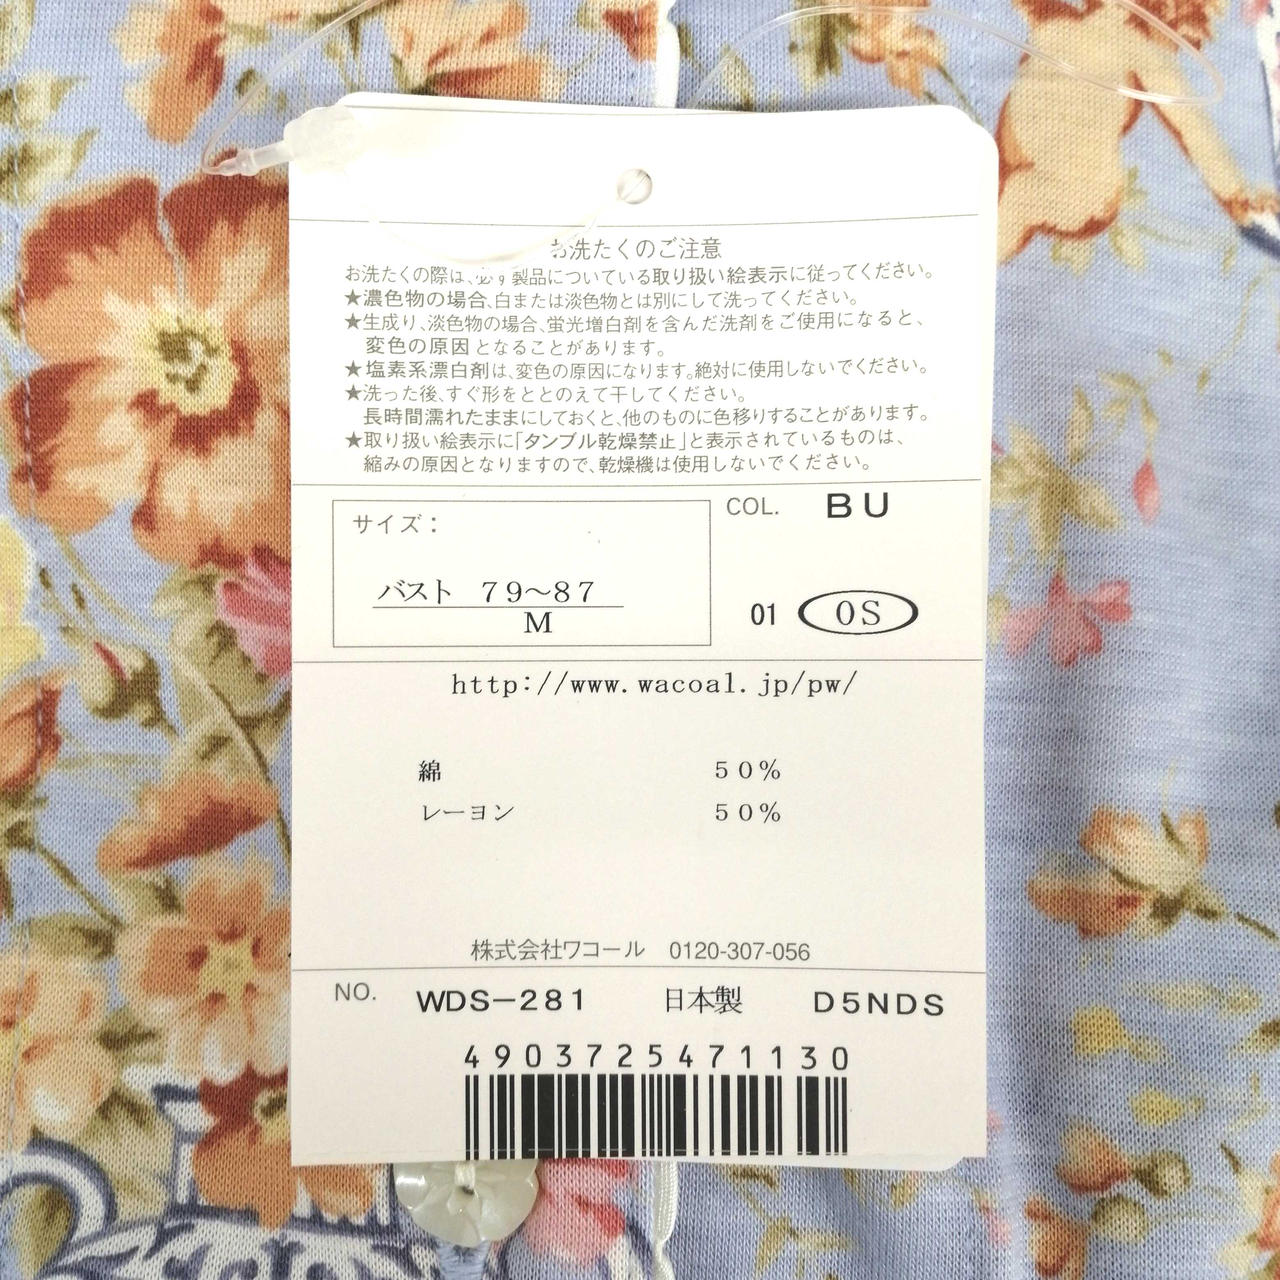 お洗たくのご注意
お洗たくの際は、必ず製品についている取り扱い絵表示に従ってください。
★濃色物の場合、白または淡色物とは別にして洗ってください。
★生成り、淡色物の場合、蛍光増白剤を含んだ洗剤をご使用になると、
変色の原因となることがあります。
★塩素系漂白剤は、変色の原因になります。絶対に使用しないでください。
★洗った後、すぐ形をととのえて干してください。
長時間濡れたままにしておくと、他のものに色移りすることがあります。
★取り扱い絵表示に「タンブル乾燥禁止」と表示されているものは、
縮みの原因となりますので、乾燥機は使用しないでください。
サイズ：
バスト 79～87
M
COL. BU
01 OS
http://www.wacoal.jp/pw/
綿 50%
レーヨン 50%
株式会社ワコール 0120-307-056
NO. WDS-281 日本製 D5NDS
4903725471130